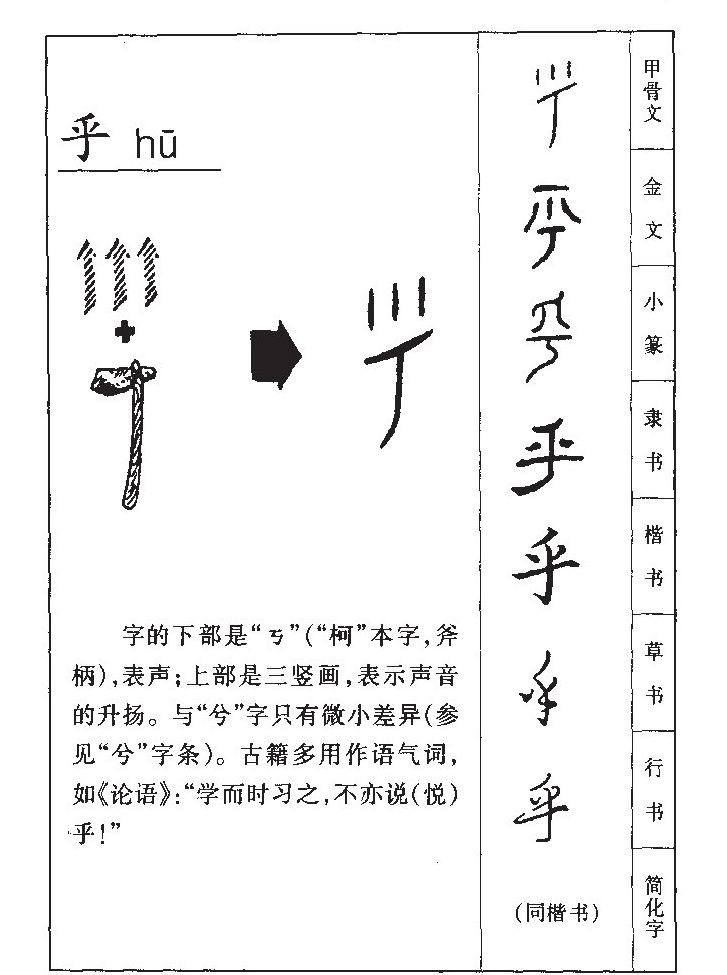 乎 hū
字的下部是“丂”(“柯”本字,斧
柄),表声;上部是三竖画,表示声音
的升扬。与“兮”字只有微小差异(参
见“兮”字条)。古籍多用作语气词,
如《论语》:“学而时习之,不亦说(悦)
乎!”
甲骨文
金文
小篆
隶书
乎
楷书
乎
草书
乎
行书
乎
简化字
(同楷书)